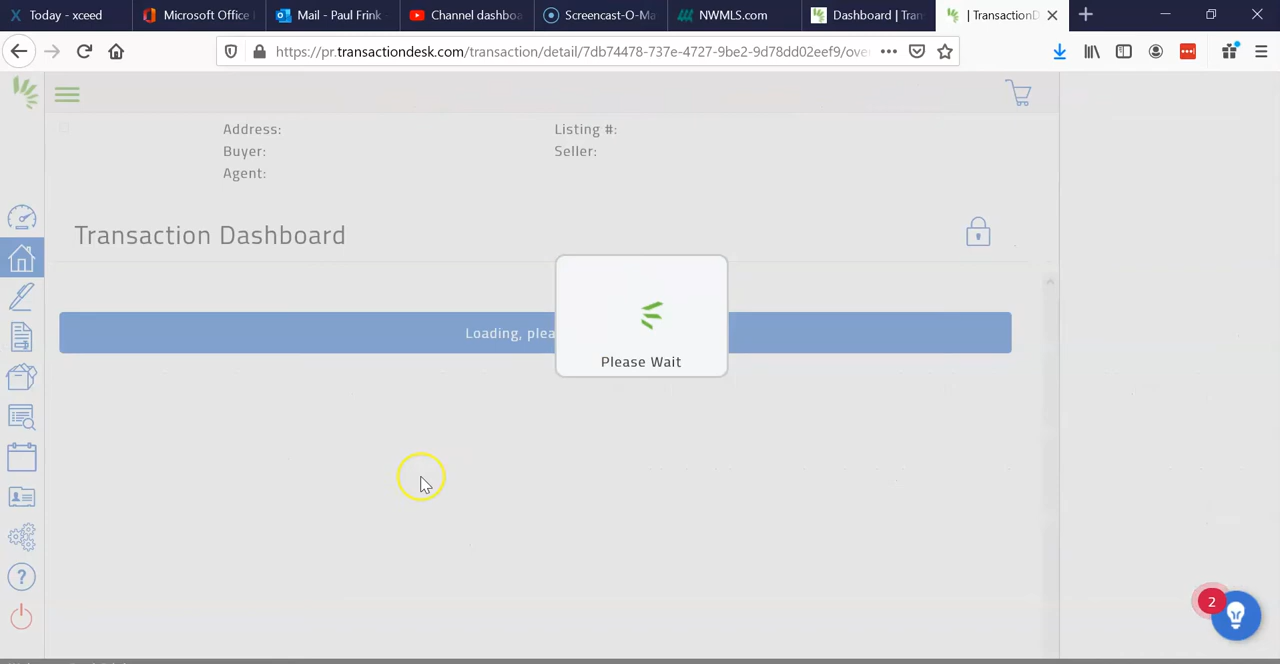 Today - xceed
Microsoft Office
Mail - Paul Frink
Channel dashboa
Screencast-O-Ma
NWMLS.com
Dashboard | Tran
| TransactionD
https://pr.transactiondesk.com/transaction/detail/7db74478-737e-4727-9be2-9d78dd02eef9/over
Address:
Listing #:
Buyer:
Seller:
Agent:
Transaction Dashboard
Loading, plea
Please Wait
2